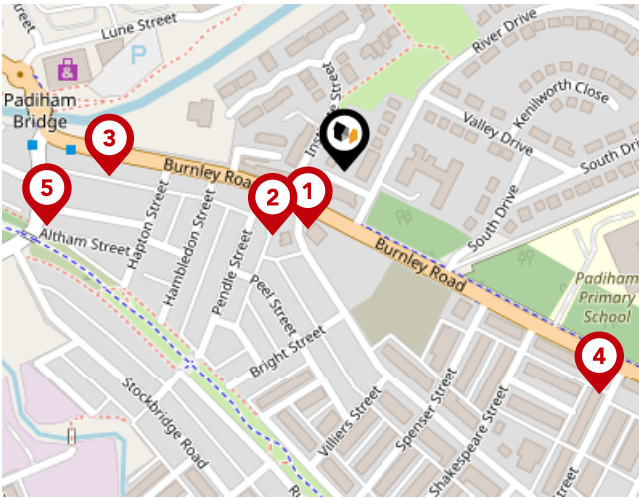 Lune Street
River Drive
P
Padiham
Bridge
Kenilworth Close
Valley Drive
3
Burnley Roa
South Driv
5
2
1
Altham Street
Hapton Street
Hambledon Street
Pendle Street
South Drive
Burnley Road
Peel Street
Padiham
Primary
School
Bright Street
4
Stockbridge Road
Villiers Street
Spenser Street
Shakespeare Street